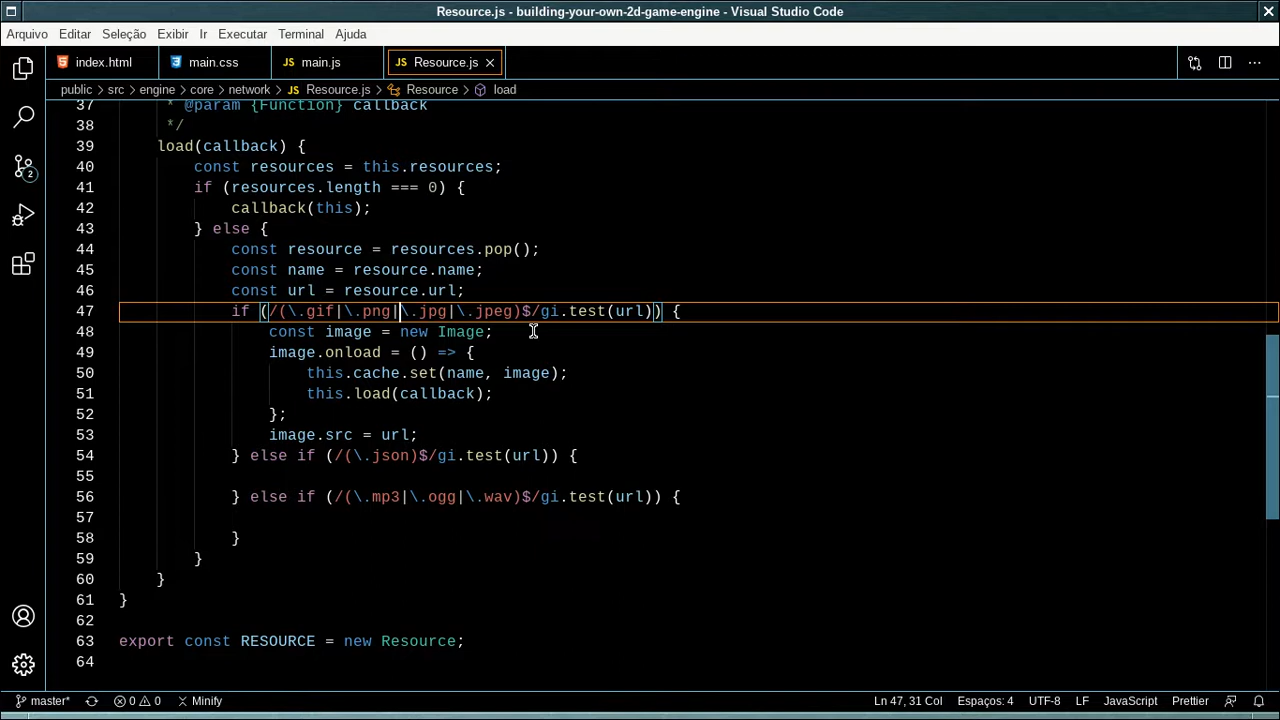 Resource.js - building-your-own-2d-game-engine - Visual Studio Code
Arquivo Editar Seleção Exibir Ir Executar Terminal Ajuda
index.html main.css JS main.js JS Resource.js
public > src > engine > core > network > JS Resource.js > Resource > load
37 * @param {Function} callback
38 */
39 load(callback) {
40 const resources = this.resources;
41 if (resources.length === 0) {
42 callback(this);
43 } else {
44 const resource = resources.pop();
45 const name = resource.name;
46 const url = resource.url;
47 if (/(\.gif|\.png|\.jpg|\.jpeg)$/gi.test(url)) {
48 const image = new Image;
49 image.onload = () => {
50 this.cache.set(name, image);
51 this.load(callback);
52 };
53 image.src = url;
54 } else if (/(\.json)$/gi.test(url)) {
55
56 } else if (/(\.mp3|\.ogg|\.wav)$/gi.test(url)) {
57
58 }
59 }
60 }
61 }
62
63 export const RESOURCE = new Resource;
64
2
master* 0 0 Minify Ln 47, 31 Col Espaços: 4 UTF-8 LF JavaScript Prettier